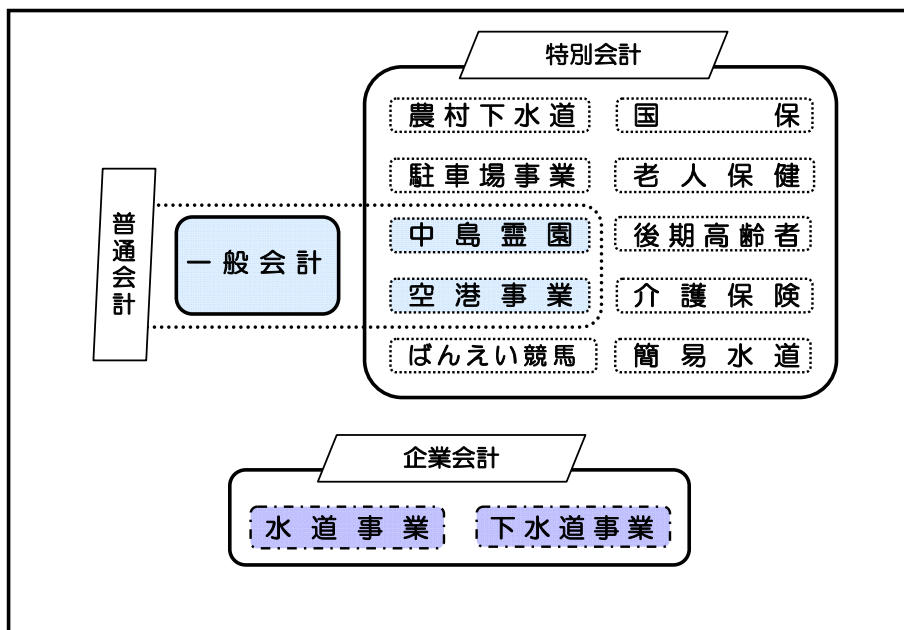 特別会計
農村下水道
国保
駐車場事業
老人保健
普通会計
一般会計
中島霊園
後期高齢者
空港事業
介護保険
ばんえい競馬
簡易水道
企業会計
水道事業
下水道事業